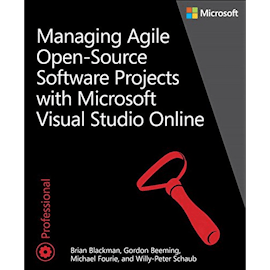 Microsoft
Managing Agile
Open-Source
Software Projects
with Microsoft
Visual Studio Online
Professional
Brian Blackman, Gordon Beeming,
Michael Fourie, and Willy-Peter Schaub